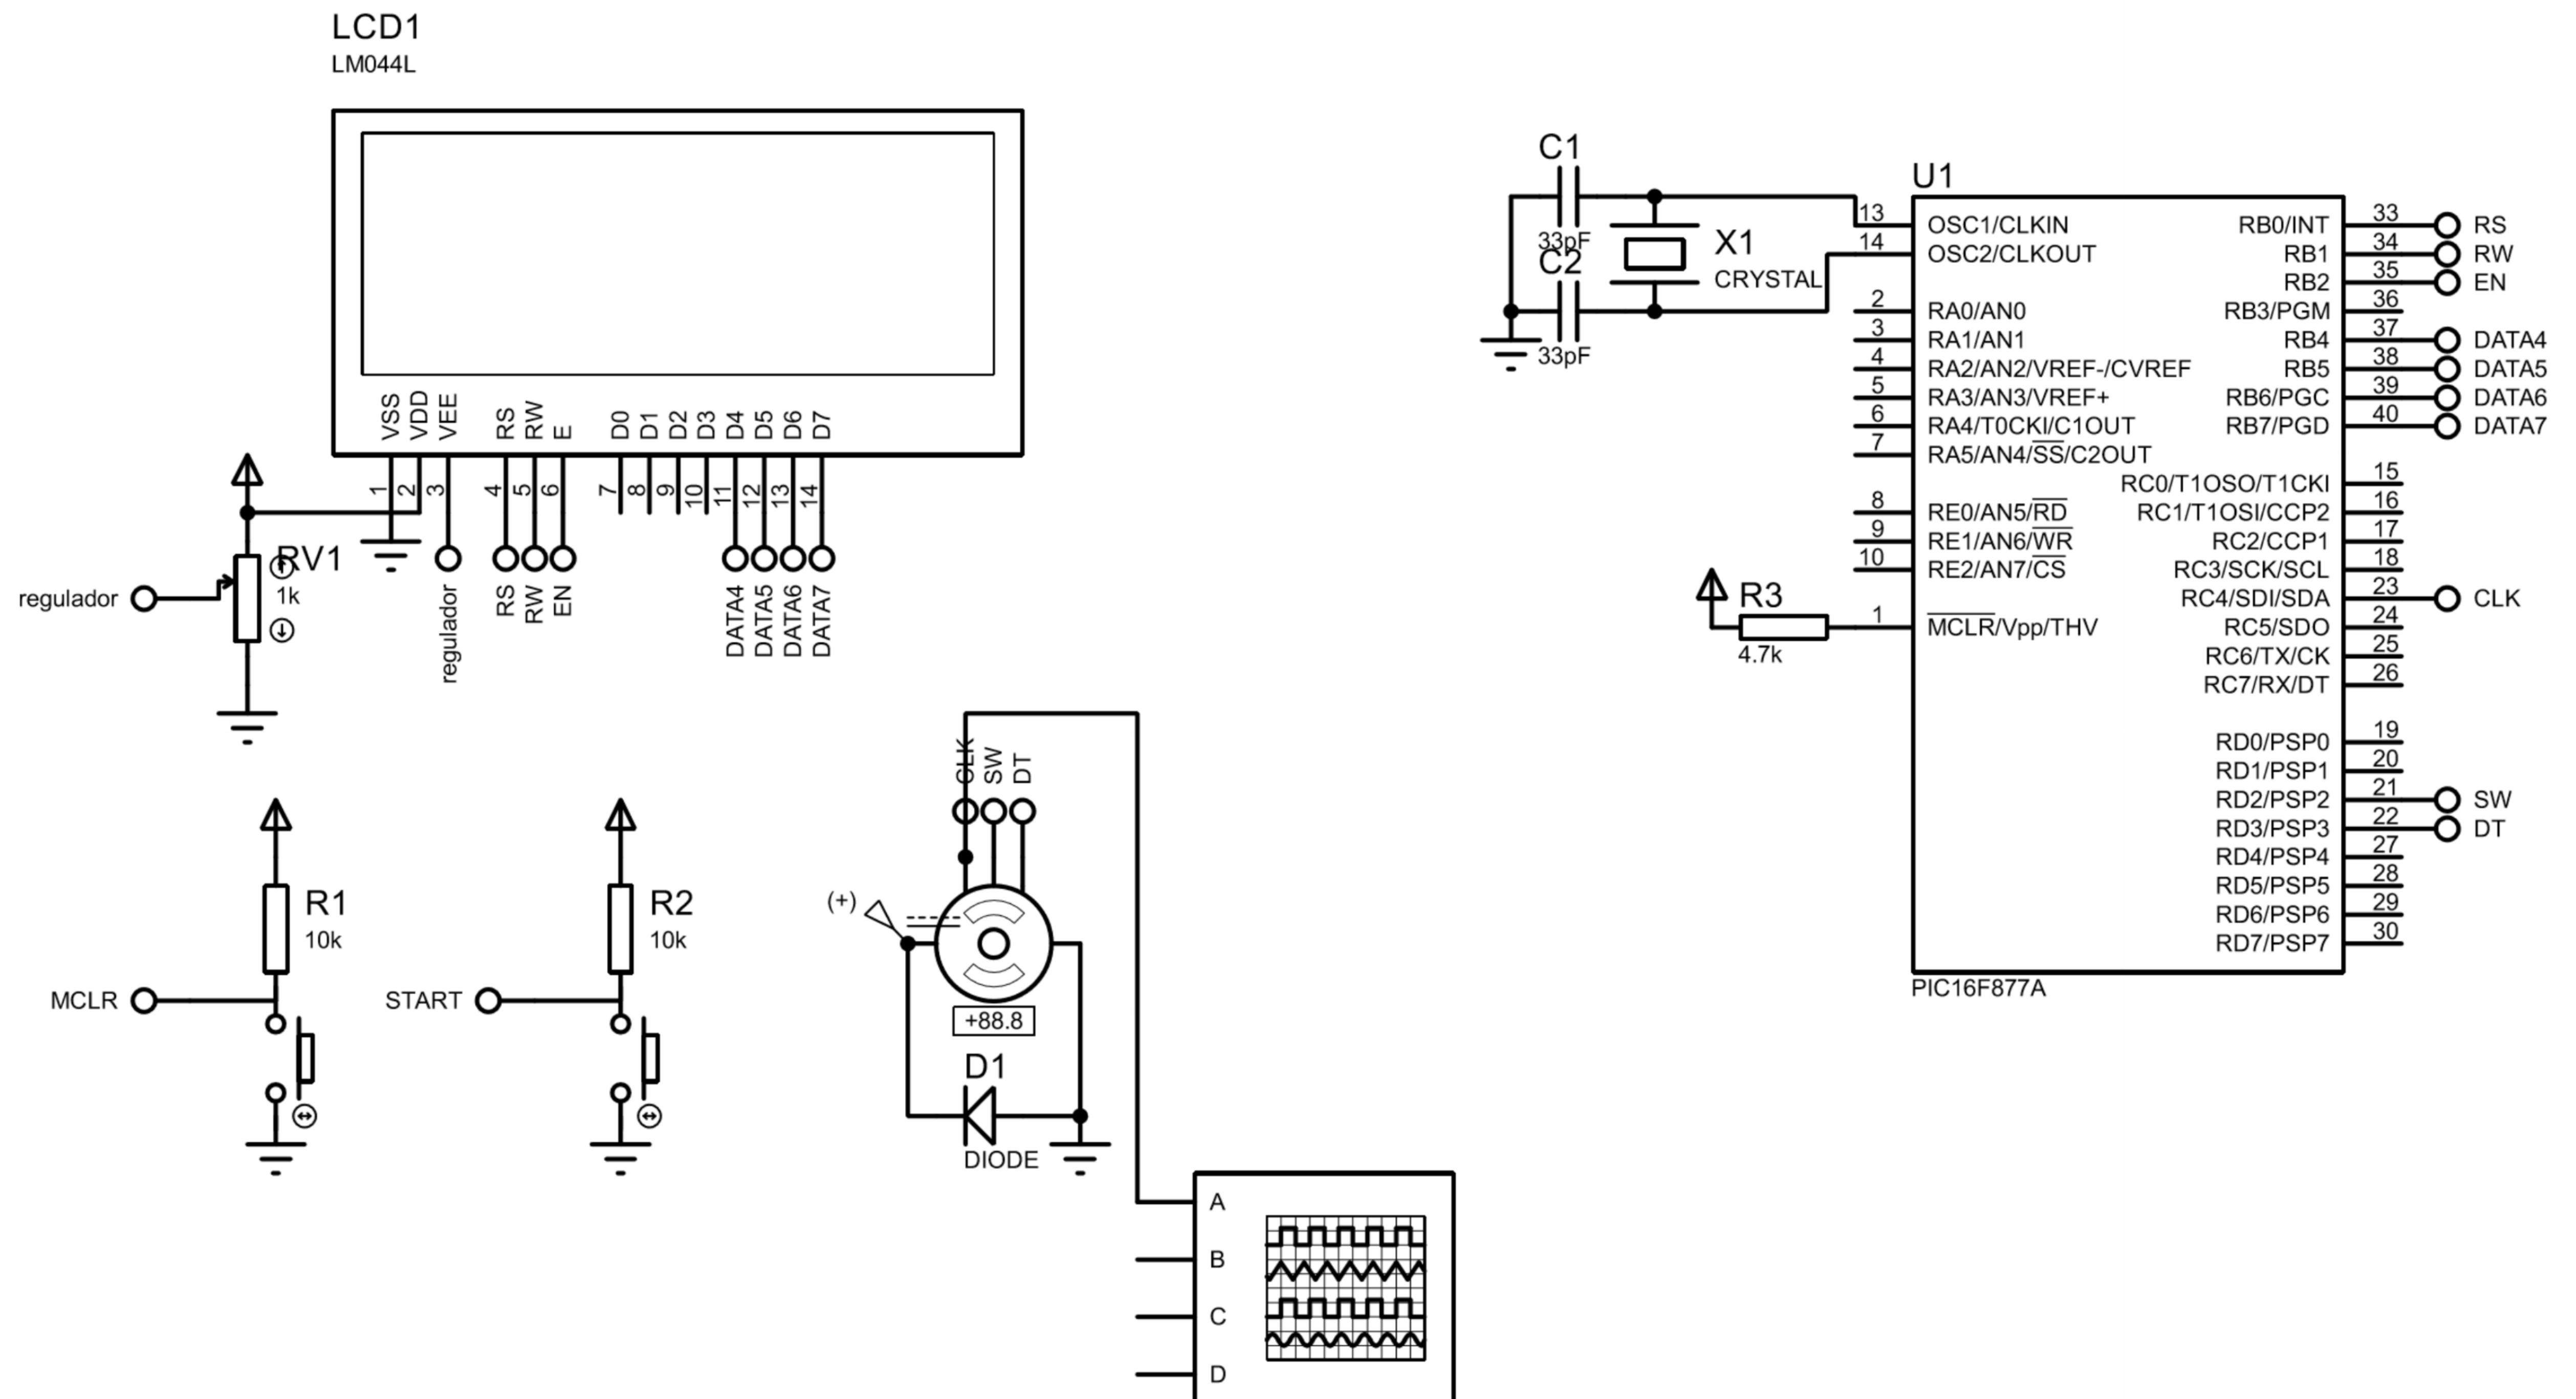 LCD1
LM044L
VSS
VDD
VEE
RS
RW
E
D0
D1
D2
D3
D4
D5
D6
D7
1
2
3
4
5
6
7
8
9
10
11
12
13
14
regulador
RS
RW
EN
DATA4
DATA5
DATA6
DATA7
RV1
1k
regulador
R1
10k
MCLR
R2
10k
START
CLK
SW
DT
(+)
+88.8
D1
DIODE
A
B
C
D
C1
33pF
C2
33pF
X1
CRYSTAL
R3
4.7k
U1
13 OSC1/CLKIN
14 OSC2/CLKOUT
2 RA0/AN0
3 RA1/AN1
4 RA2/AN2/VREF-/CVREF
5 RA3/AN3/VREF+
6 RA4/T0CKI/C1OUT
7 RA5/AN4/SS/C2OUT
8 RE0/AN5/RD
9 RE1/AN6/WR
10 RE2/AN7/CS
1 MCLR/Vpp/THV
RB0/INT 33 RS
RB1 34 RW
RB2 35 EN
RB3/PGM 36
RB4 37 DATA4
RB5 38 DATA5
RB6/PGC 39 DATA6
RB7/PGD 40 DATA7
RC0/T1OSO/T1CKI 15
RC1/T1OSI/CCP2 16
RC2/CCP1 17
RC3/SCK/SCL 18
RC4/SDI/SDA 23 CLK
RC5/SDO 24
RC6/TX/CK 25
RC7/RX/DT 26
RD0/PSP0 19
RD1/PSP1 20
RD2/PSP2 21 SW
RD3/PSP3 22 DT
RD4/PSP4 27
RD5/PSP5 28
RD6/PSP6 29
RD7/PSP7 30
PIC16F877A